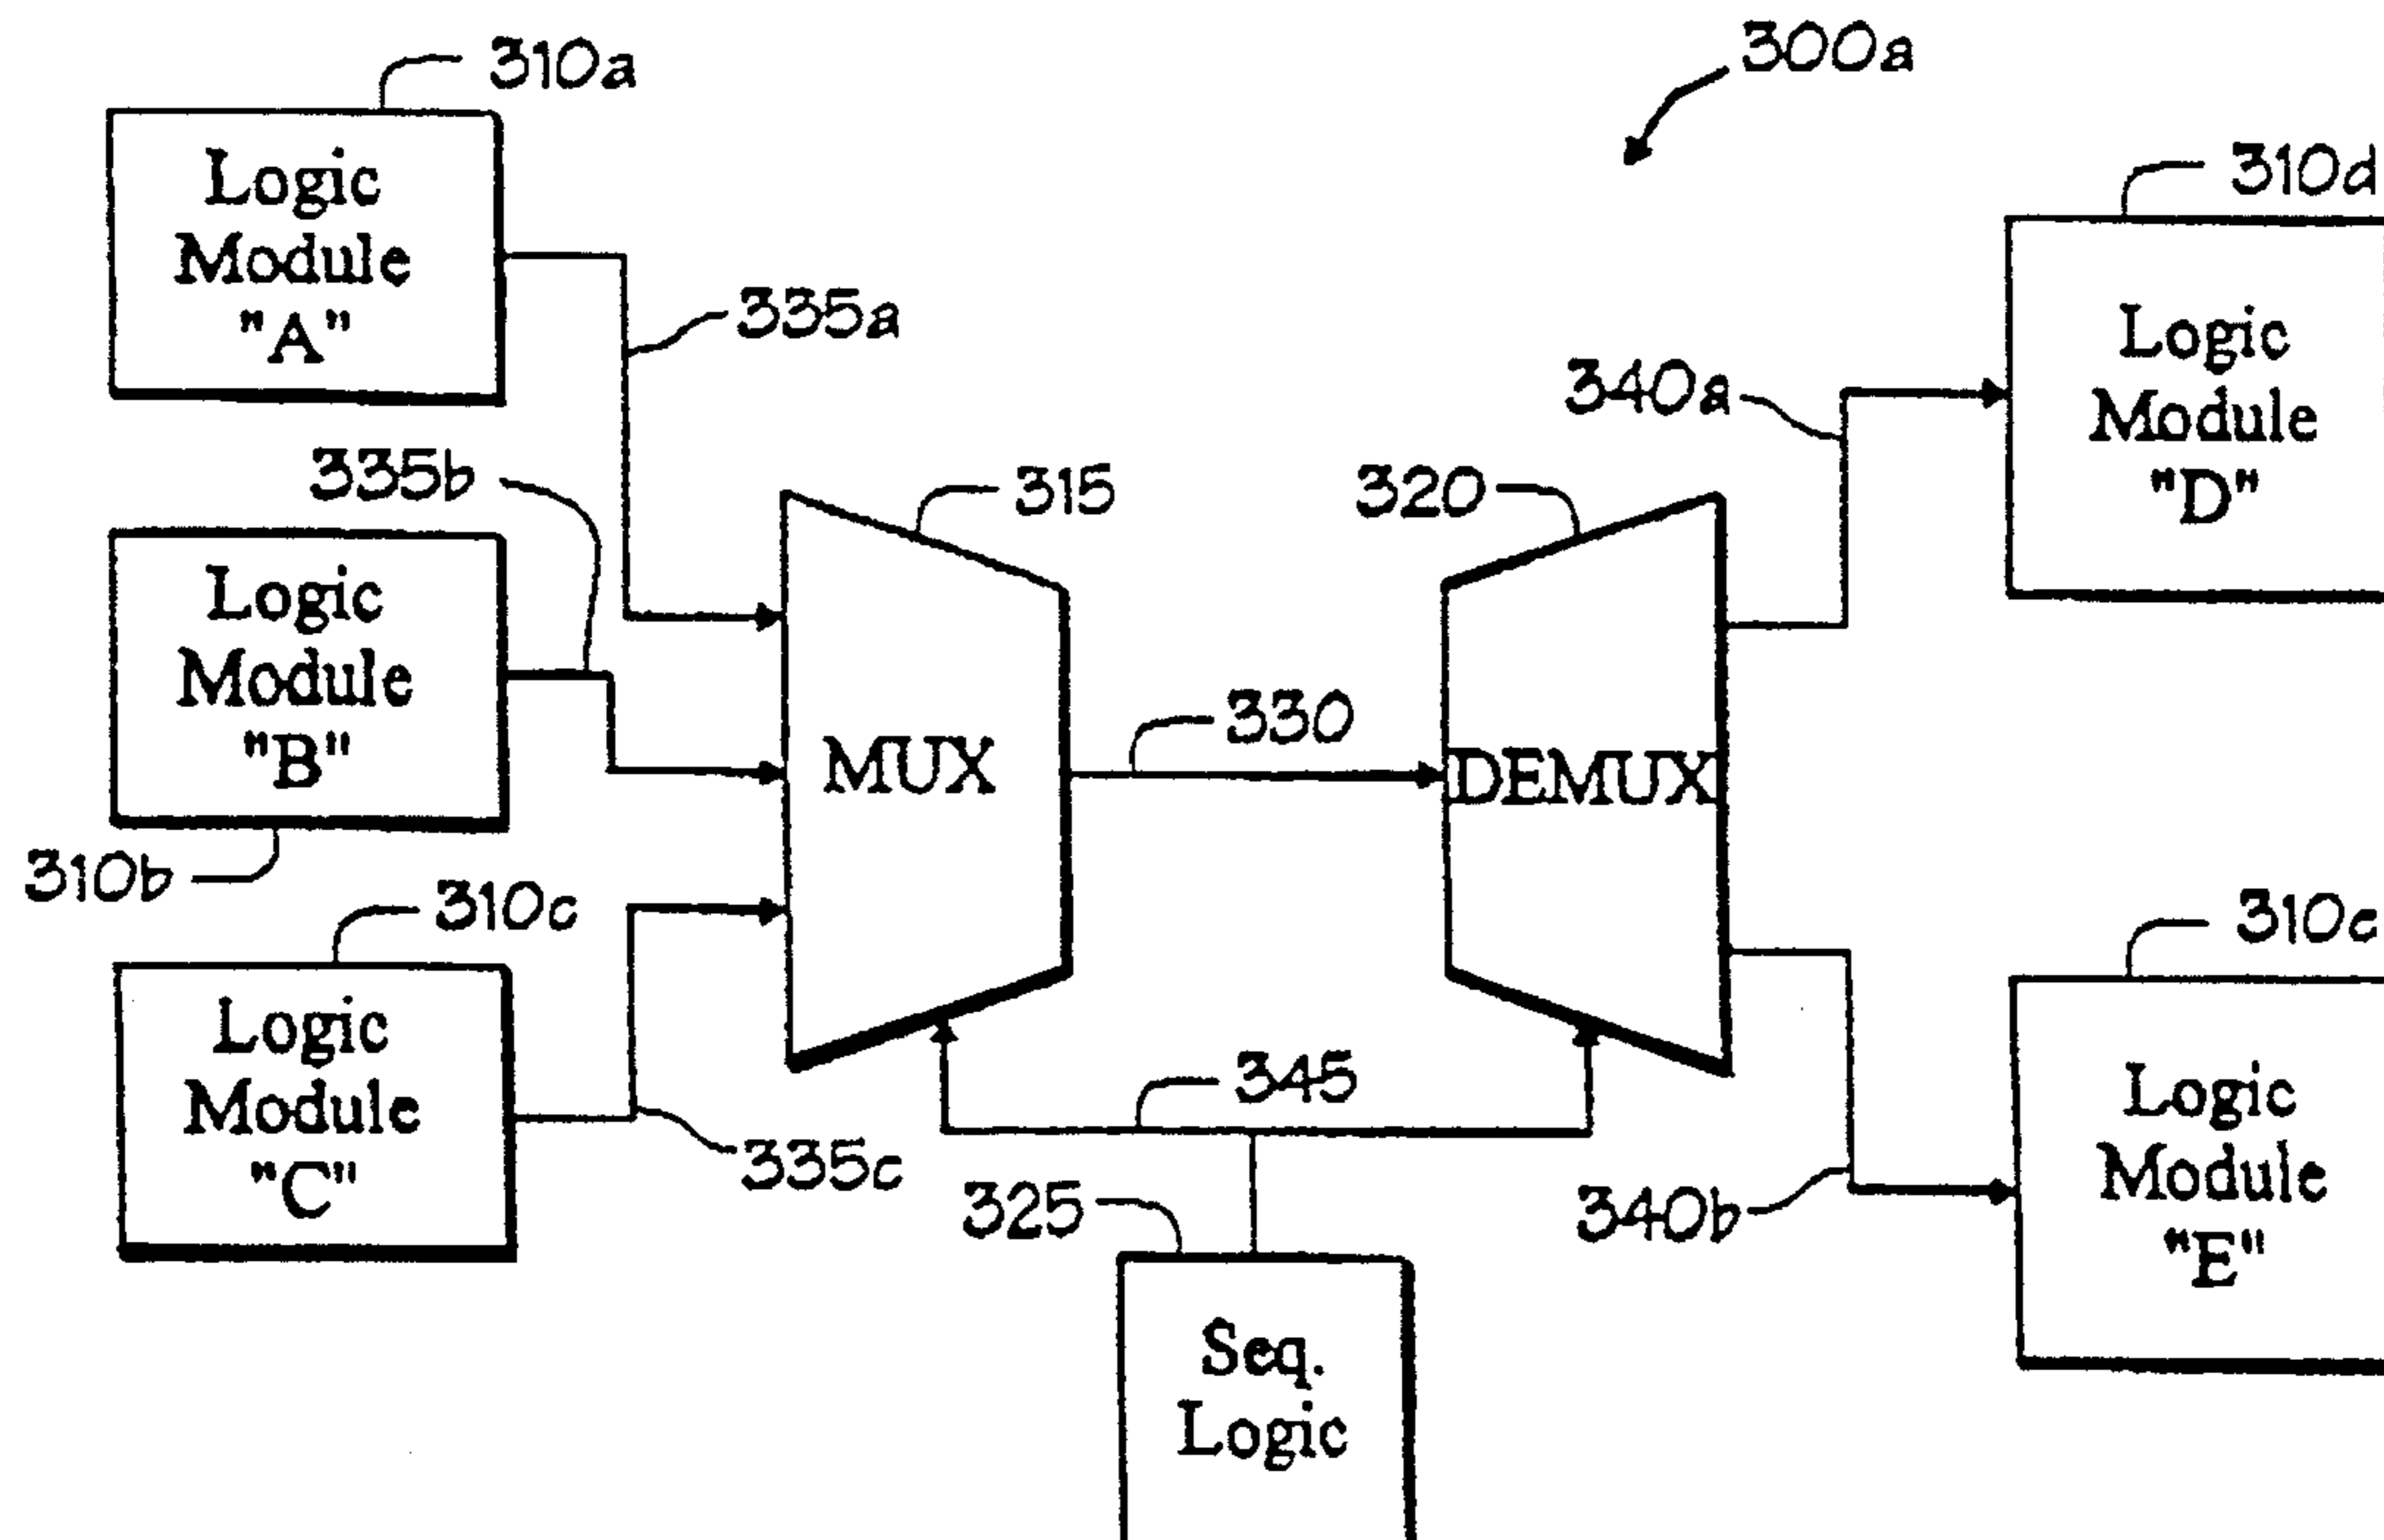 310a
300a
Logic
Module
"A"
310d
335a
Logic
Module
"D"
340a
335b
315
320
Logic
Module
"B"
330
MUX
DEMUX
310b
310c
310e
Logic
Module
"C"
345
335c
325
340b
Logic
Module
"E"
Seq.
Logic